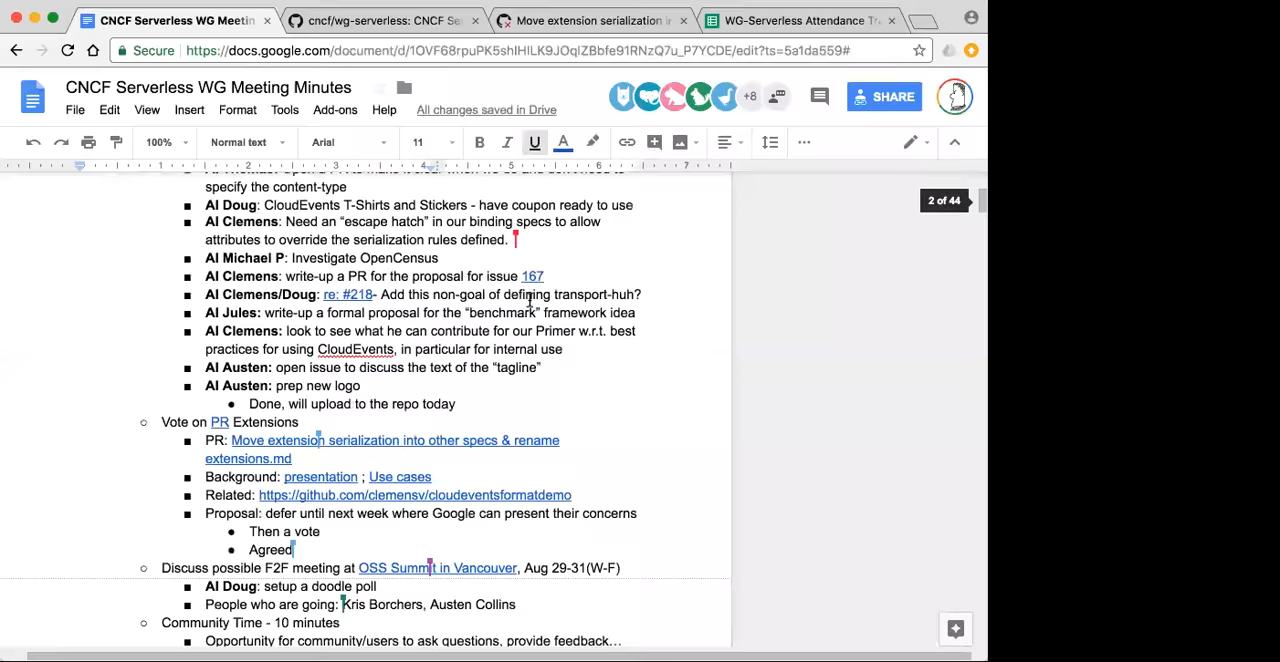 CNCF Serverless WG Meetin
cncf/wg-serverless: CNCF Se
Move extension serialization i
WG-Serverless Attendance Tr
Secure
https://docs.google.com/document/d/1OVF68rpuPK5shIHlLK9JOqlZBbfe91RNzQ7u_P7YCDE/edit?ts=5a1da559#
CNCF Serverless WG Meeting Minutes
+8
SHARE
File Edit View Insert Format Tools Add-ons Help All changes saved in Drive
100% Normal text Arial 11 B I U A
1 2 3 4 5 6 7
specify the content-type
AI Doug: CloudEvents T-Shirts and Stickers - have coupon ready to use
AI Clemens: Need an “escape hatch” in our binding specs to allow
attributes to override the serialization rules defined.
AI Michael P: Investigate OpenCensus
AI Clemens: write-up a PR for the proposal for issue 167
AI Clemens/Doug: re: #218- Add this non-goal of defining transport-huh?
AI Jules: write-up a formal proposal for the “benchmark” framework idea
AI Clemens: look to see what he can contribute for our Primer w.r.t. best
practices for using CloudEvents, in particular for internal use
AI Austen: open issue to discuss the text of the “tagline”
AI Austen: prep new logo
Done, will upload to the repo today
Vote on PR Extensions
PR: Move extension serialization into other specs & rename
extensions.md
Background: presentation ; Use cases
Related: https://github.com/clemensv/cloudeventsformatdemo
Proposal: defer until next week where Google can present their concerns
Then a vote
Agreed
Discuss possible F2F meeting at OSS Summit in Vancouver, Aug 29-31(W-F)
AI Doug: setup a doodle poll
People who are going: Kris Borchers, Austen Collins
Community Time - 10 minutes
Opportunity for community/users to ask questions, provide feedback…
2 of 44